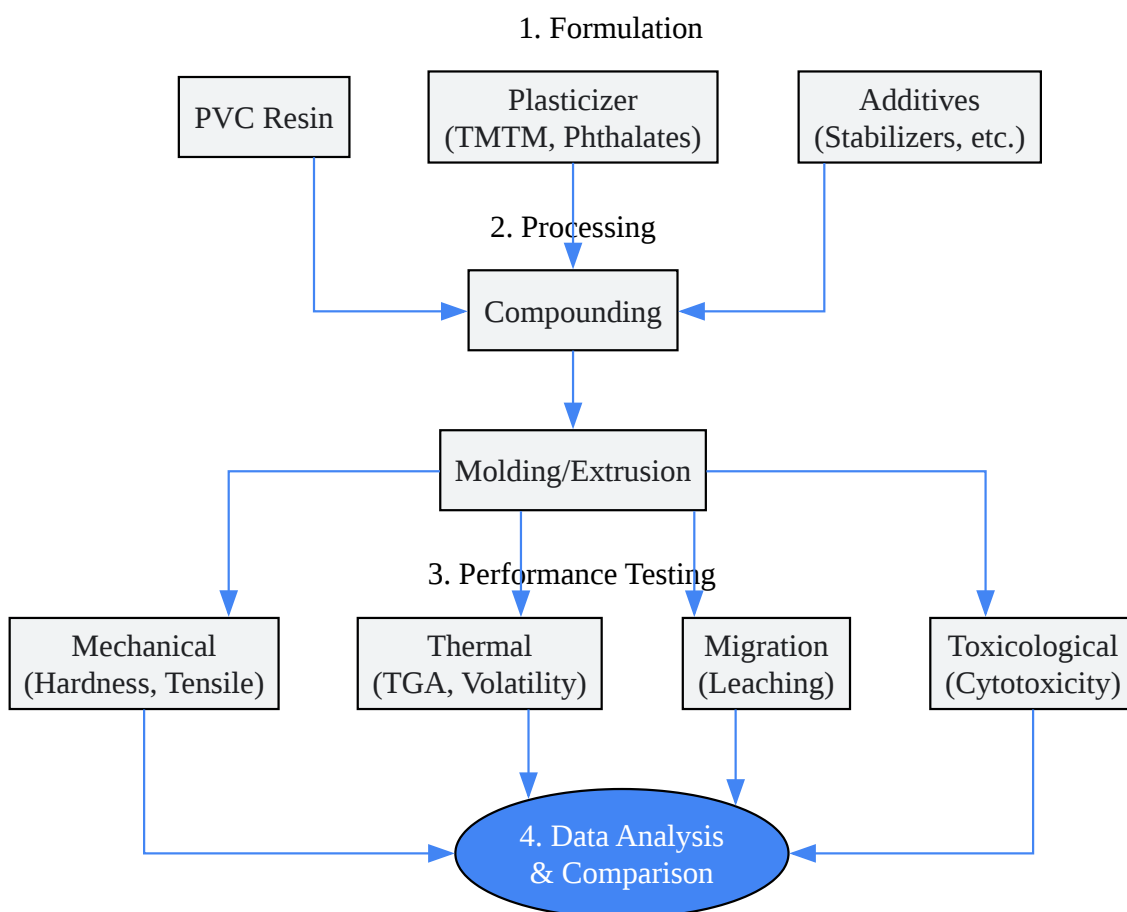 1. Formulation
PVC Resin
Plasticizer
(TMTM, Phthalates)
Additives
(Stabilizers, etc.)
2. Processing
Compounding
Molding/Extrusion
3. Performance Testing
Mechanical
(Hardness, Tensile)
Thermal
(TGA, Volatility)
Migration
(Leaching)
Toxicological
(Cytotoxicity)
4. Data Analysis
& Comparison